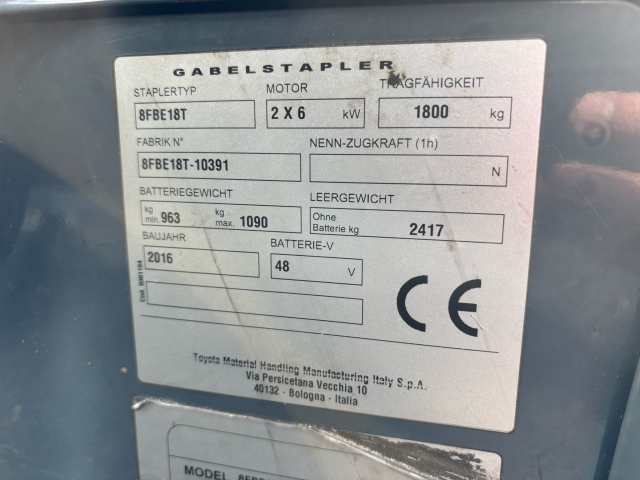 GABELSTAPLER
STAPLERTYP MOTOR TRAGFÄHIGKEIT
8FBE18T 2 X 6 kW 1800 kg
FABRIK N° NENN-ZUGKRAFT (1h)
8FBE18T-10391 N
BATTERIEGEWICHT LEERGEWICHT
kg min. 963 kg max. 1090 Ohne Batterie kg 2417
BAUJAHR BATTERIE-V
2016 48 V
CE
Toyota Material Handling Manufacturing Italy S.p.A.
Via Persicetana Vecchia 10
40132 - Bologna - Italia
MODEL